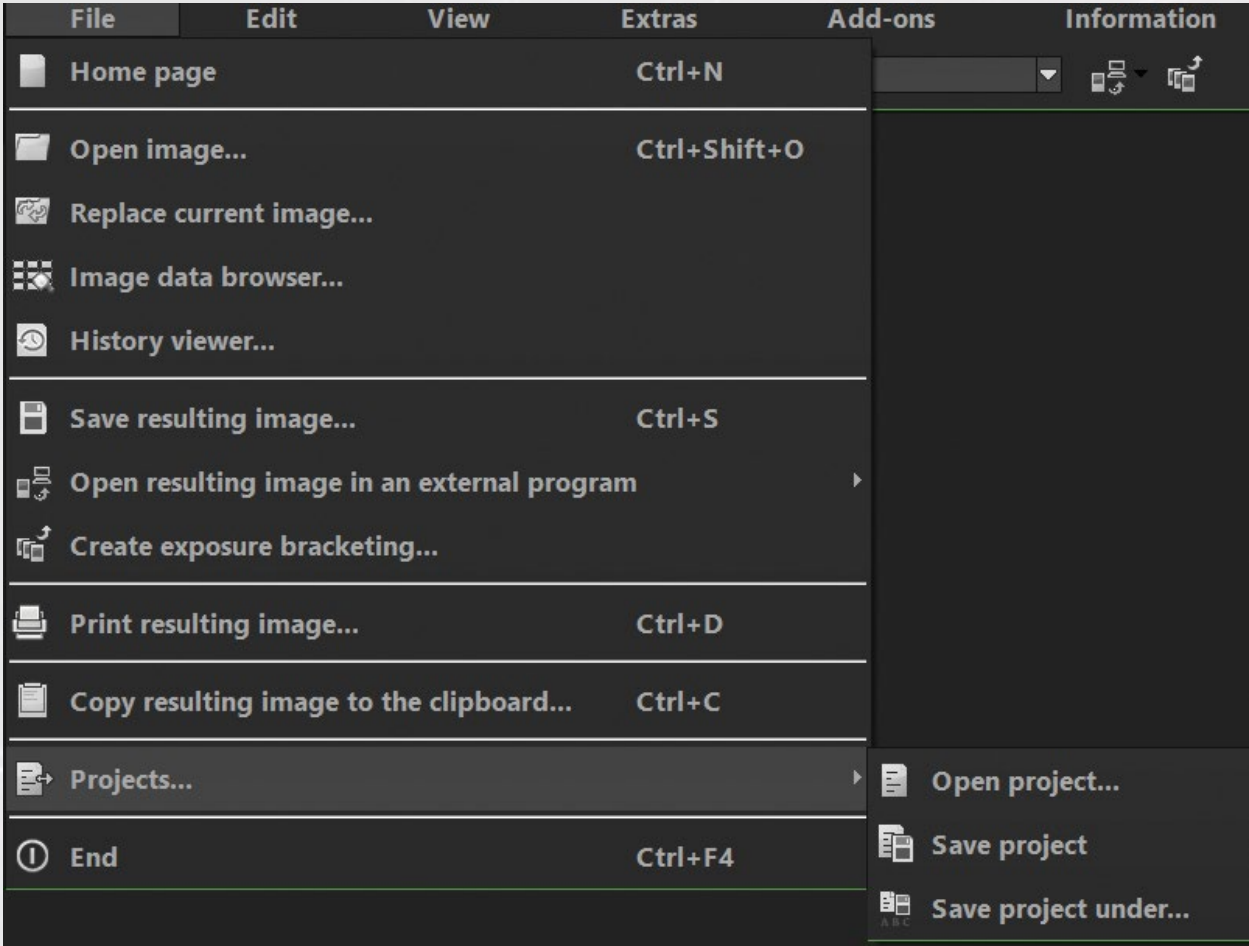 File Edit View Extras Add-ons Information
Home page Ctrl+N
Open image... Ctrl+Shift+O
Replace current image...
Image data browser...
History viewer...
Save resulting image... Ctrl+S
Open resulting image in an external program
Create exposure bracketing...
Print resulting image... Ctrl+D
Copy resulting image to the clipboard... Ctrl+C
Projects...
Open project...
End Ctrl+F4
Save project
Save project under...
ABC